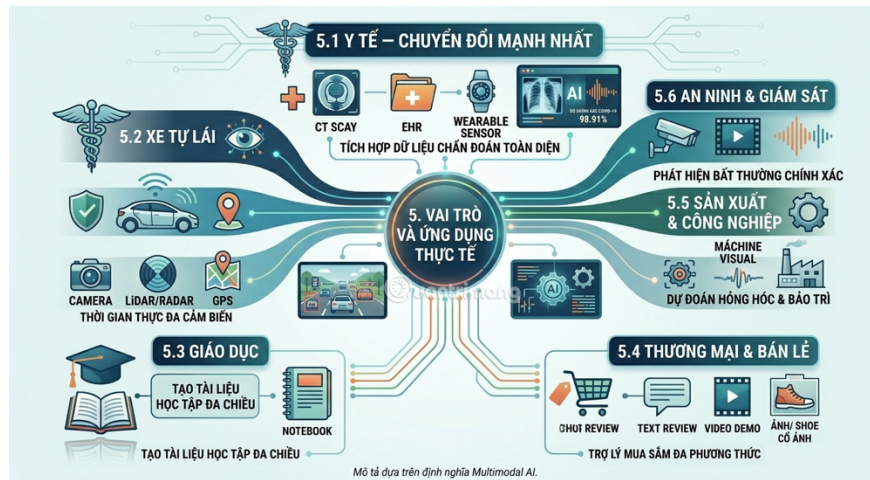 5.1 Y TẾ — CHUYỂN ĐỔI MẠNH NHẤT
CT SCAY
EHR
WEARABLE
SENSOR
AI
98.91%
TÍCH HỢP DỮ LIỆU CHẨN ĐOÁN TOÀN DIỆN
5.2 XE TỰ LÁI
CAMERA
LiDAR/RADAR
GPS
THỜI GIAN THỰC ĐA CẢM BIẾN
5. VAI TRÒ
VÀ ỨNG DỤNG
THỰC TẾ
AI
5.6 AN NINH & GIÁM SÁT
PHÁT HIỆN BẤT THƯỜNG CHÍNH XÁC
5.5 SẢN XUẤT
& CÔNG NGHIỆP
MÁCHINE
VISUAL
DỰ ĐOÁN HỎNG HÓC & BẢO TRÌ
5.3 GIÁO DỤC
TẠO TÀI LIỆU
HỌC TẬP ĐA CHIỀU
NOTEBOOK
TẠO TÀI LIỆU HỌC TẬP ĐA CHIỀU
5.4 THƯƠNG MẠI & BÁN LẺ
REVIEW
TEXT REVIEW
VIDEO DEMO
ẢNH/ SHOE
CỔ ẢNH
TRỢ LÝ MUA SẮM ĐA PHƯƠNG THỨC
Mô tả dựa trên định nghĩa Multimodal AI.